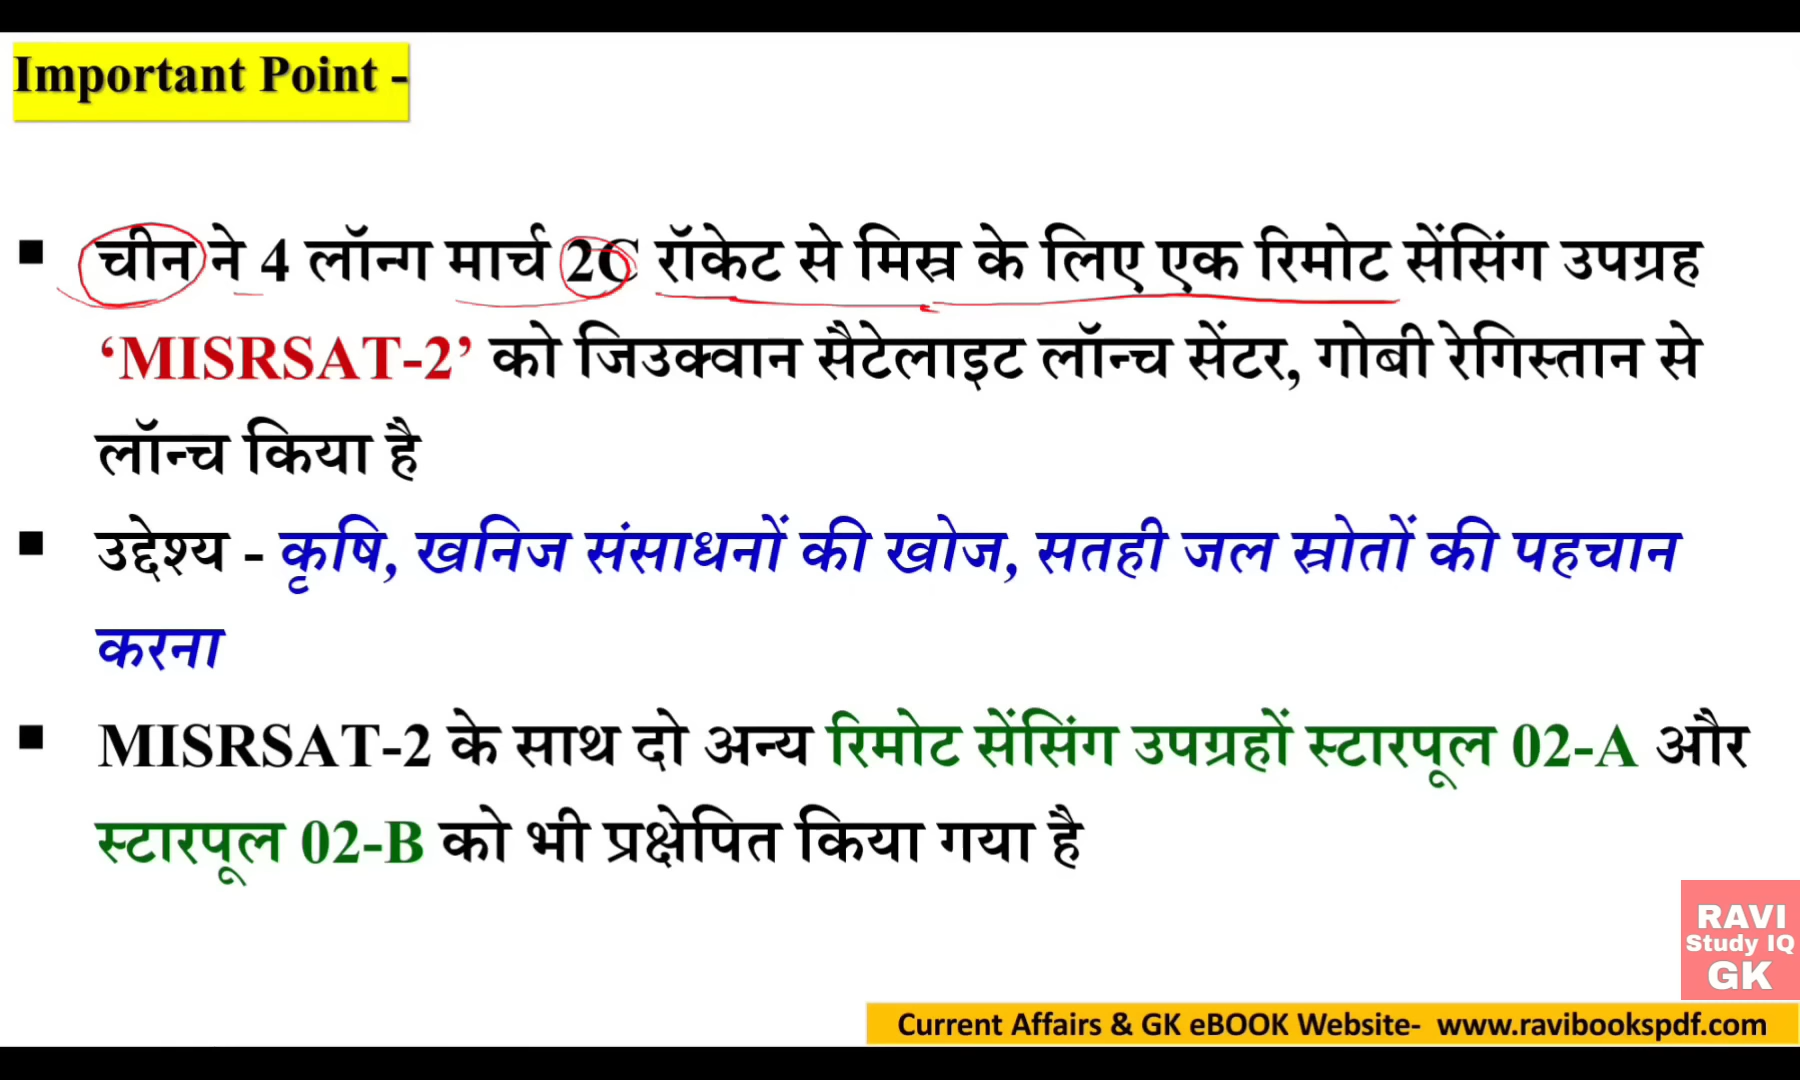 Important Point -
▪ चीन ने 4 लॉन्ग मार्च 2C रॉकेट से मिस्र के लिए एक रिमोट सेंसिंग उपग्रह
‘MISRSAT-2’ को जिउक्वान सैटेलाइट लॉन्च सेंटर, गोबी रेगिस्तान से
लॉन्च किया है
▪ उद्देश्य - कृषि, खनिज संसाधनों की खोज, सतही जल स्रोतों की पहचान
करना
▪ MISRSAT-2 के साथ दो अन्य रिमोट सेंसिंग उपग्रहों स्टारपूल 02-A और
स्टारपूल 02-B को भी प्रक्षेपित किया गया है
RAVI
Study IQ
GK
Current Affairs & GK eBOOK Website- www.ravibookspdf.com